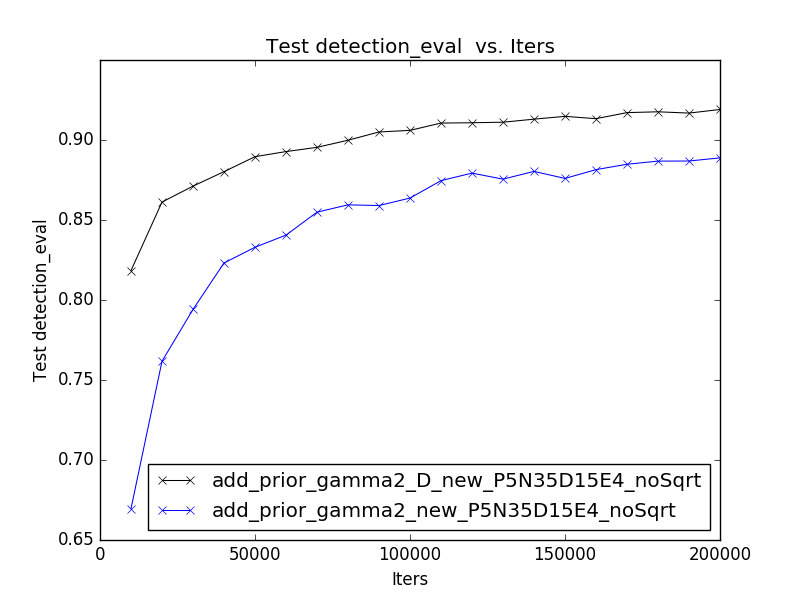 Test detection_eval  vs. Iters
0.90
0.85
0.80
0.75
0.70
0.65
Test detection_eval
add_prior_gamma2_D_new_P5N35D15E4_noSqrt
add_prior_gamma2_new_P5N35D15E4_noSqrt
0
50000
100000
150000
200000
Iters